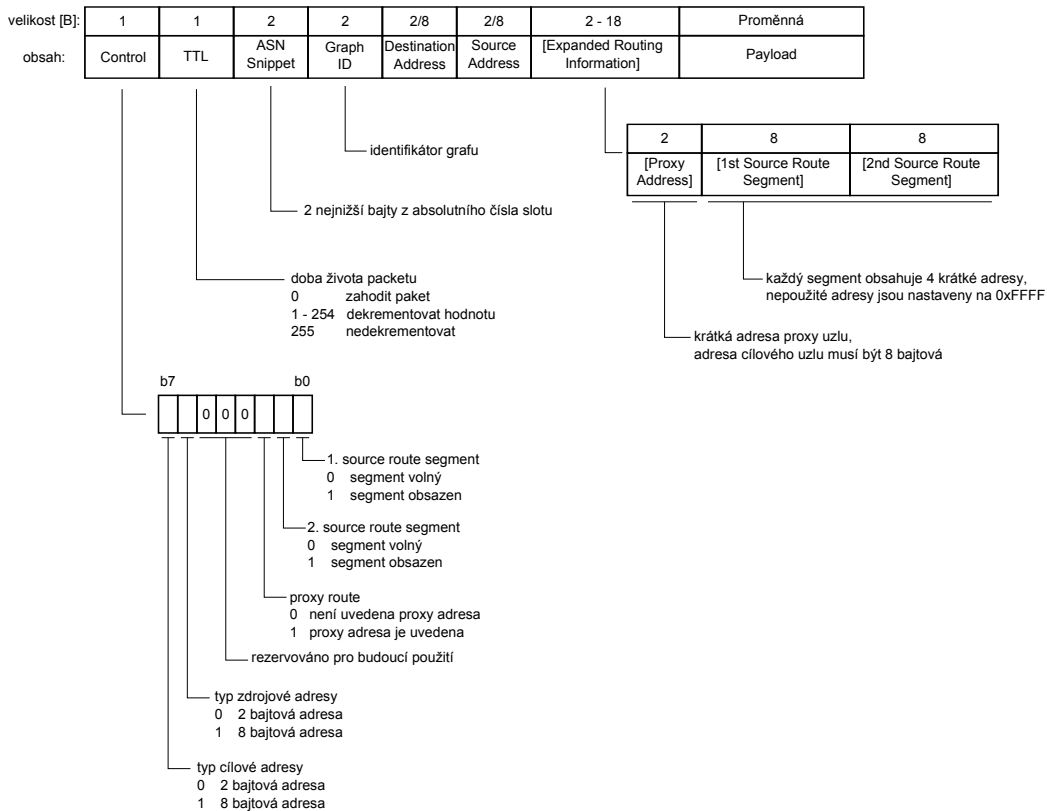 velikost [B]: 1 1 2 2 2/8 2/8 2 - 18 Proměnná
obsah: Control TTL ASN Snippet Graph ID Destination Address Source Address [Expanded Routing Information] Payload
2 8 8
[Proxy Address] [1st Source Route Segment] [2nd Source Route Segment]
identifikátor grafu
2 nejnižší bajty z absolutního čísla slotu
doba života packetu
0 zahodit paket
1 - 254 dekrementovat hodnotu
255 nedekrementovat
každý segment obsahuje 4 krátké adresy,
nepoužité adresy jsou nastaveny na 0xFFFF
krátká adresa proxy uzlu,
adresa cílového uzlu musí být 8 bajtová
b7 b0
0 0 0
1. source route segment
0 segment volný
1 segment obsazen
2. source route segment
0 segment volný
1 segment obsazen
proxy route
0 není uvedena proxy adresa
1 proxy adresa je uvedena
rezervováno pro budoucí použití
typ zdrojové adresy
0 2 bajtová adresa
1 8 bajtová adresa
typ cílové adresy
0 2 bajtová adresa
1 8 bajtová adresa